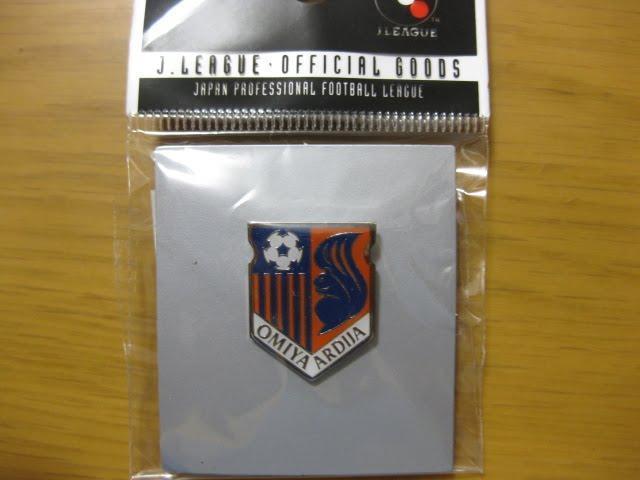 J.LEAGUE
J.LEAGUE · OFFICIAL GOODS
JAPAN PROFESSIONAL FOOTBALL LEAGUE
OMIYA ARDIJA